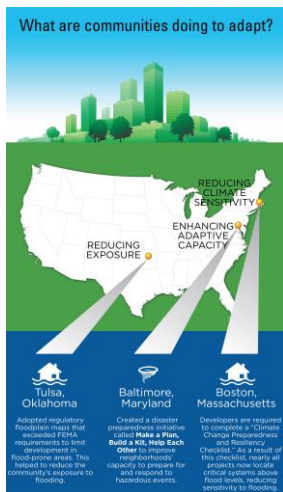 What are communities doing to adapt?
REDUCING
CLIMATE
SENSITIVITY
ENHANCING
ADAPTIVE
CAPACITY
REDUCING
EXPOSURE
Tulsa,
Oklahoma
Adopted regulatory
floodplain maps that
exceeded FEMA
requirements to limit
development in
flood-prone areas. This
helped to reduce the
community's exposure to
flooding.
Baltimore,
Maryland
Created a disaster
preparedness initiative
called Make a Plan,
Build a Kit, Help Each
Other to improve
neighborhoods'
capacity to prepare for
and respond to
hazardous events.
Boston,
Massachusetts
Developers are required
to complete a "Climate
Change Preparedness
and Resiliency
Checklist." As a result of
this checklist, nearly all
projects now locate
critical systems above
flood levels, reducing
sensitivity to flooding.